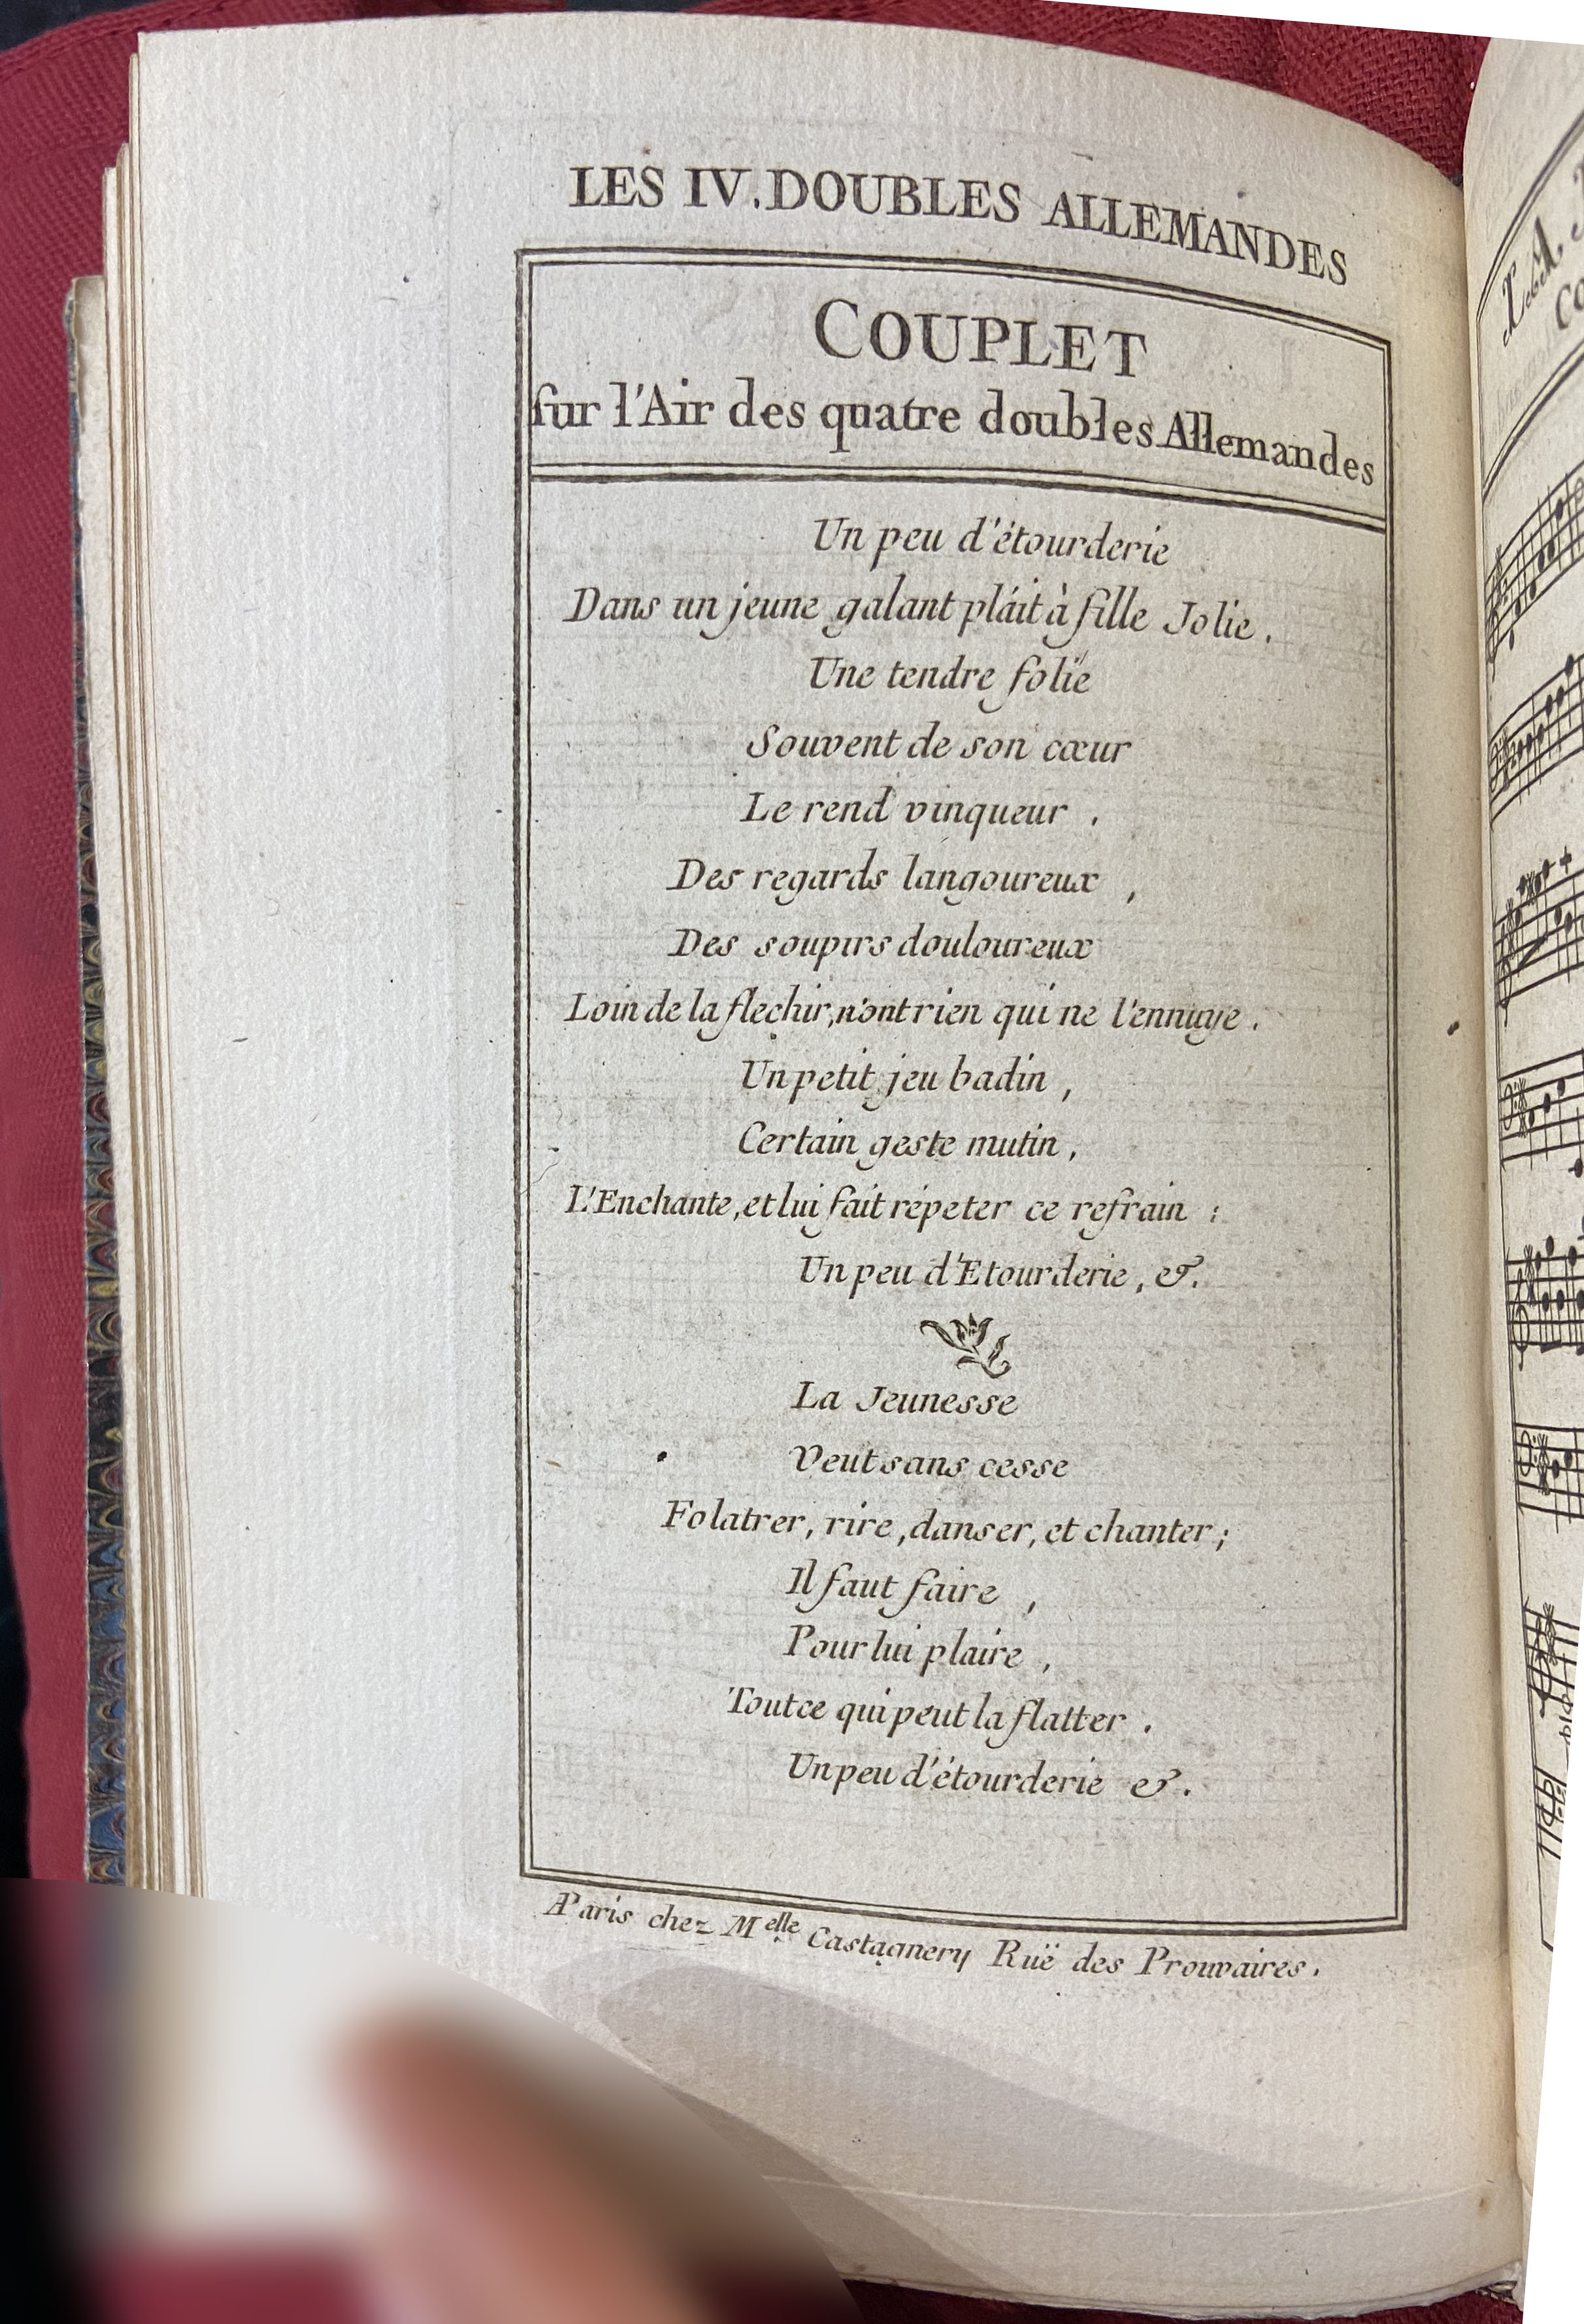 LES IV. DOUBLES ALLEMANDES
COUPLET
sur l'Air des quatre doubles Allemandes
Un peu d'étourderie
Dans un jeune galant pláit à fille Jolie.
Une tendre folie
Souvent de son cœur
Le rend vinqueur.
Des regards langoureux,
Des soupirs douloureux
Loin de la flechir, n'ont rien qui ne l'ennuye.
Un petit jeu badin,
Certain geste mutin,
L'Enchante, et lui fait répeter ce refrain :
Un peu d'Etourderie, &.
La Jeunesse
Veut sans cesse
Folatrer, rire, danser, et chanter;
Il faut faire,
Pour lui plaire,
Tout ce qui peut la flatter.
Un peu d'étourderie &.
A Paris chez Melle Castagnery Ruë des Prouvaires.